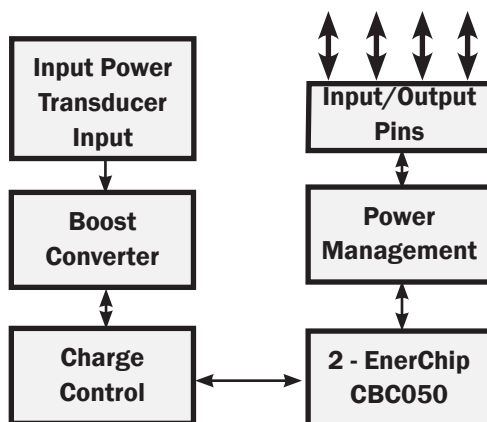 Input Power
Transducer
Input
Boost
Converter
Charge
Control
Input/Output
Pins
Power
Management
2 - EnerChip
CBC050